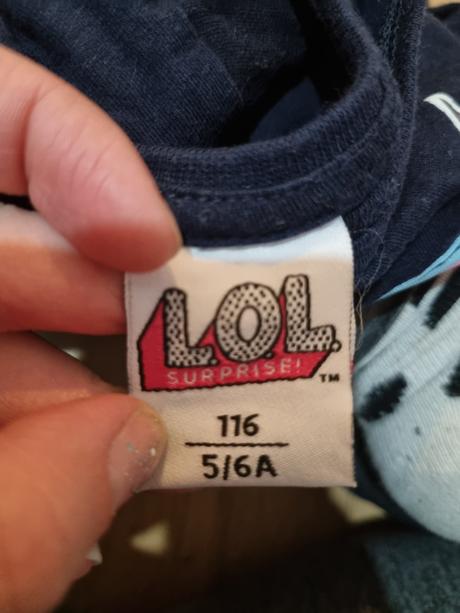 L.O.L.
SURPRISE!
™
116
5/6A